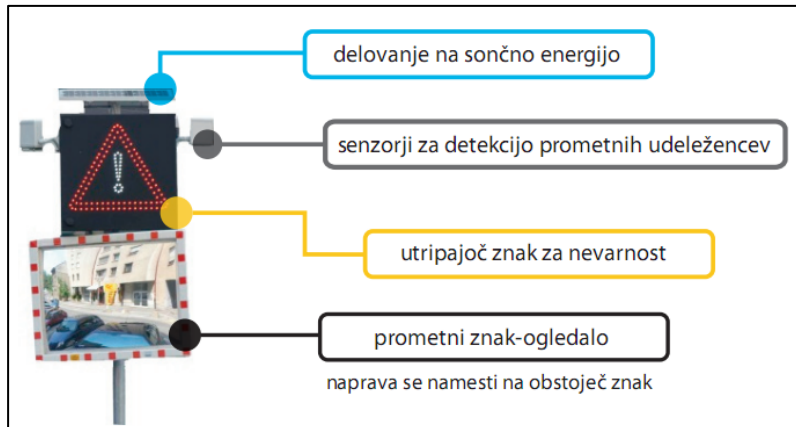 delovanje na sončno energijo
senzorji za detekcijo prometnih udeležencev
utripajoč znak za nevarnost
prometni znak-ogledalo
naprava se namesti na obstoječ znak